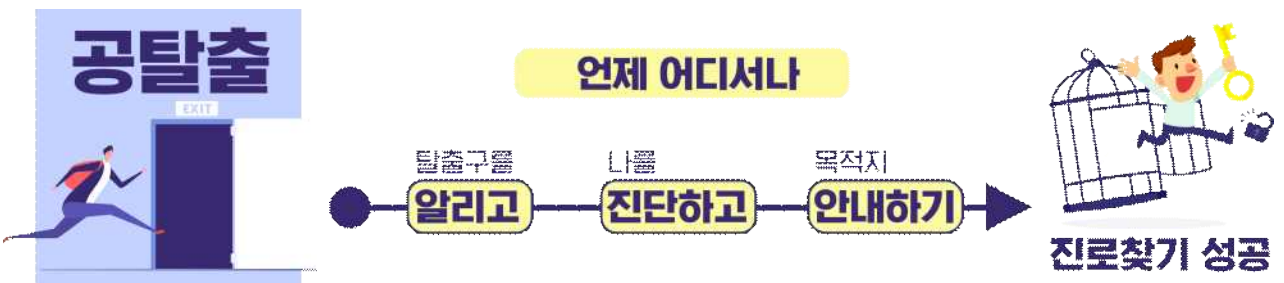 공탈출
EXIT
언제 어디서나
탈출구를
알리고
나를
진단하고
목적지
안내하기
진로찾기 성공